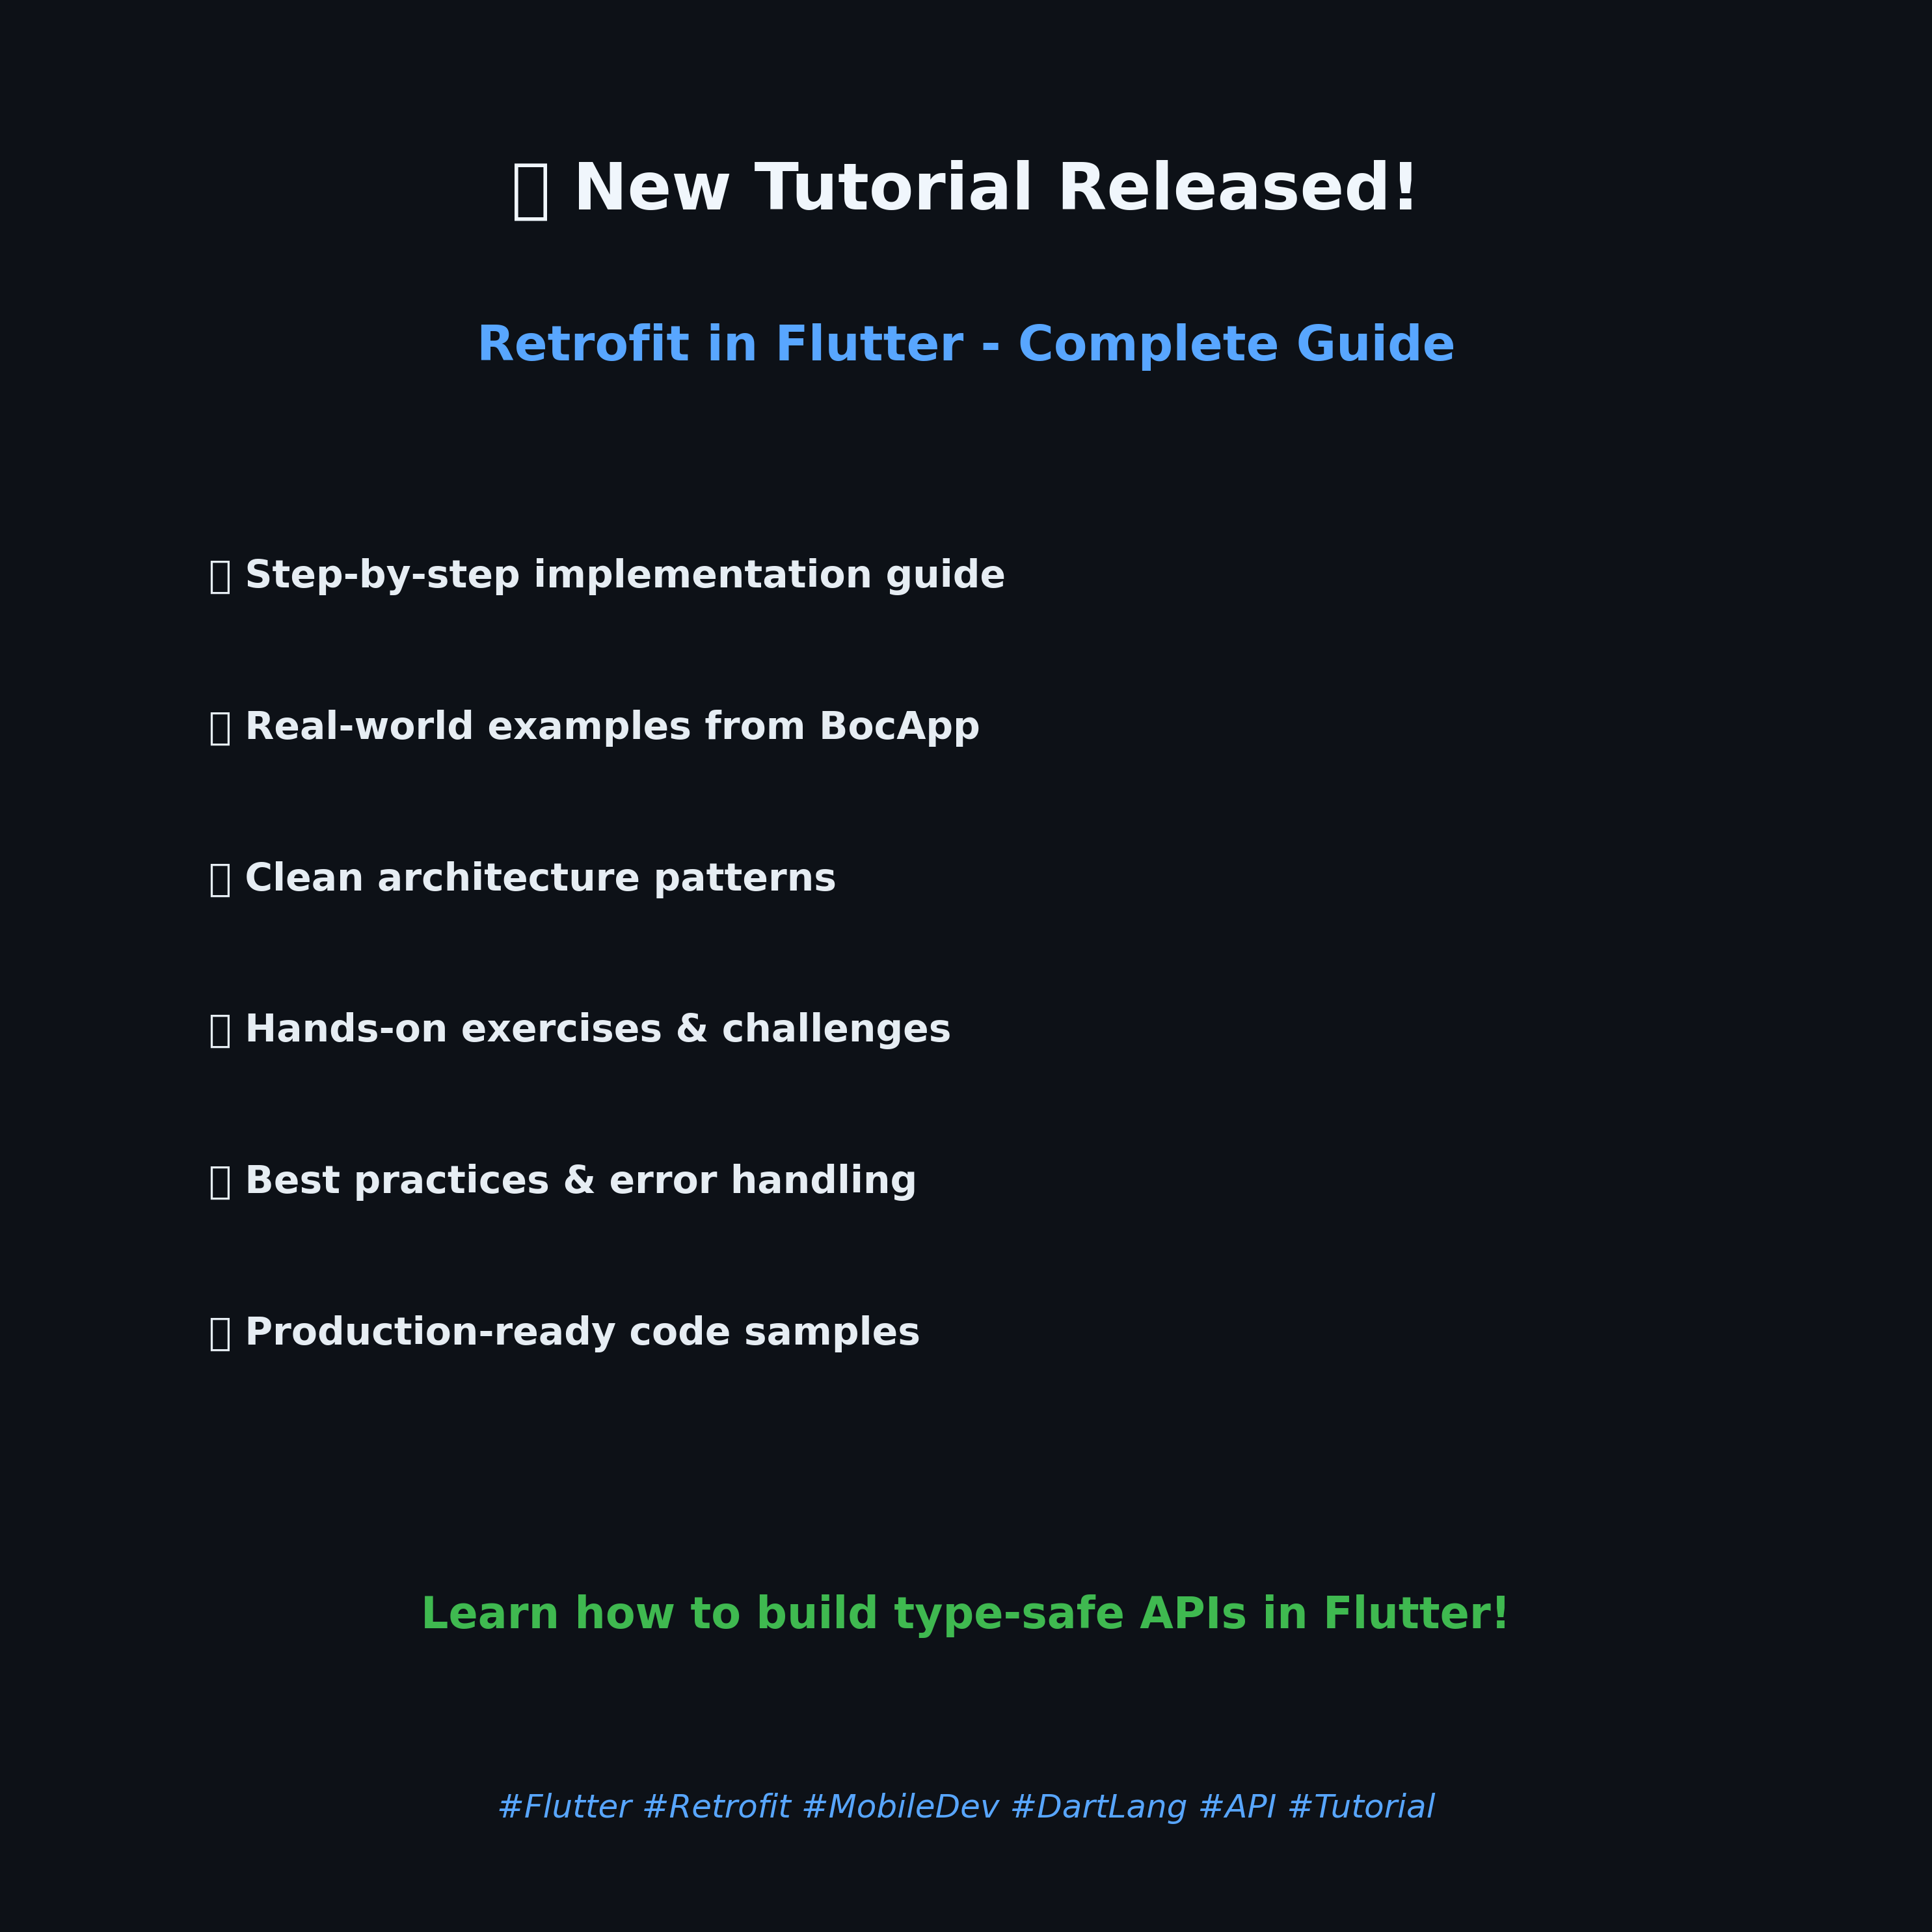 New Tutorial Released!
Retrofit in Flutter - Complete Guide
Step-by-step implementation guide
Real-world examples from BocApp
Clean architecture patterns
Hands-on exercises & challenges
Best practices & error handling
Production-ready code samples
Learn how to build type-safe APIs in Flutter!
#Flutter #Retrofit #MobileDev #DartLang #API #Tutorial